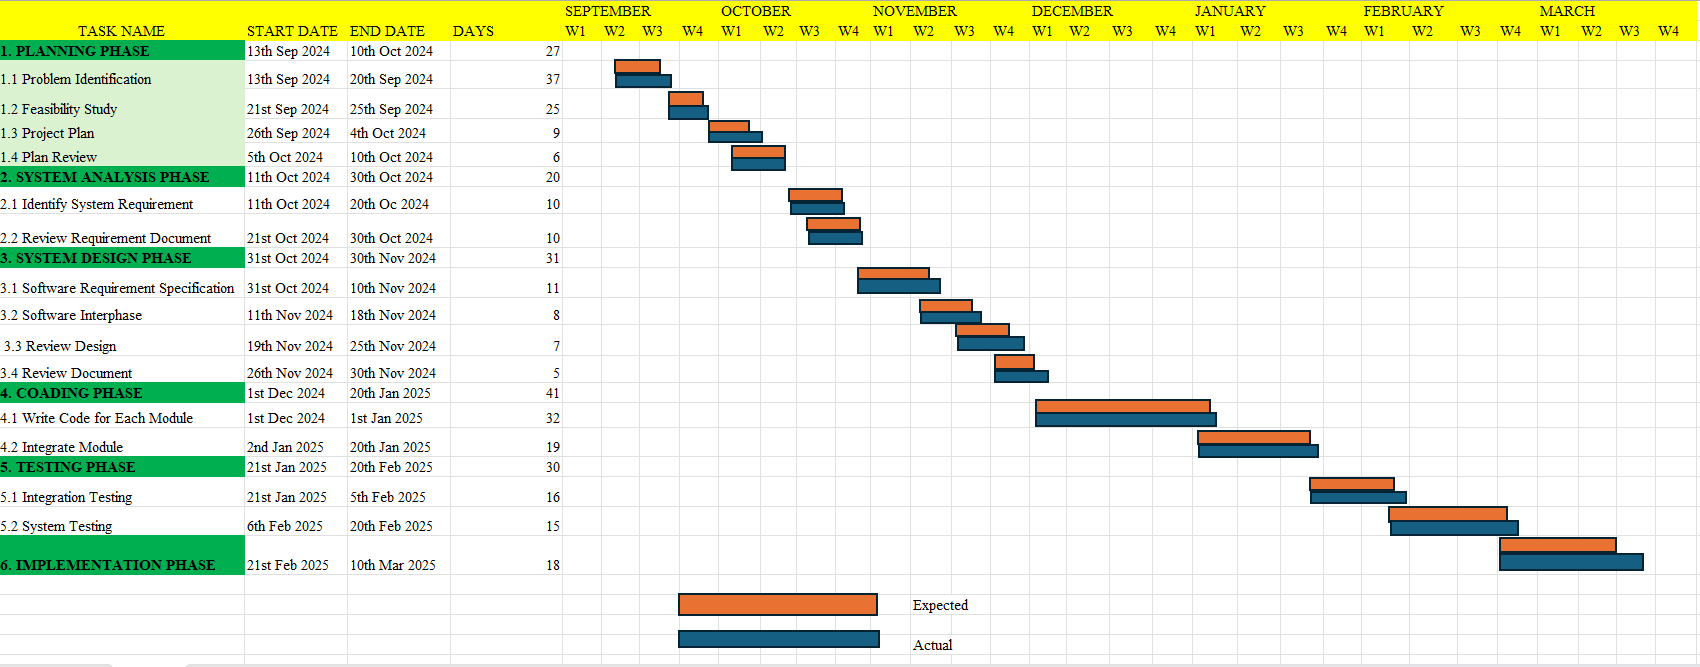 SEPTEMBER OCTOBER NOVEMBER DECEMBER JANUARY FEBRUARY MARCH
TASK NAME START DATE END DATE DAYS W1 W2 W3 W4 W1 W2 W3 W4 W1 W2 W3 W4 W1 W2 W3 W4 W1 W2 W3 W4 W1 W2 W3 W4 W1 W2 W3 W4
1. PLANNING PHASE 13th Sep 2024 10th Oct 2024 27
1.1 Problem Identification 13th Sep 2024 20th Sep 2024 37
1.2 Feasibility Study 21st Sep 2024 25th Sep 2024 25
1.3 Project Plan 26th Sep 2024 4th Oct 2024 9
1.4 Plan Review 5th Oct 2024 10th Oct 2024 6
2. SYSTEM ANALYSIS PHASE 11th Oct 2024 30th Oct 2024 20
2.1 Identify System Requirement 11th Oct 2024 20th Oc 2024 10
2.2 Review Requirement Document 21st Oct 2024 30th Oct 2024 10
3. SYSTEM DESIGN PHASE 31st Oct 2024 30th Nov 2024 31
3.1 Software Requirement Specification 31st Oct 2024 10th Nov 2024 11
3.2 Software Interphase 11th Nov 2024 18th Nov 2024 8
3.3 Review Design 19th Nov 2024 25th Nov 2024 7
3.4 Review Document 26th Nov 2024 30th Nov 2024 5
4. COADING PHASE 1st Dec 2024 20th Jan 2025 41
4.1 Write Code for Each Module 1st Dec 2024 1st Jan 2025 32
4.2 Integrate Module 2nd Jan 2025 20th Jan 2025 19
5. TESTING PHASE 21st Jan 2025 20th Feb 2025 30
5.1 Integration Testing 21st Jan 2025 5th Feb 2025 16
5.2 System Testing 6th Feb 2025 20th Feb 2025 15
6. IMPLEMENTATION PHASE 21st Feb 2025 10th Mar 2025 18
Expected
Actual